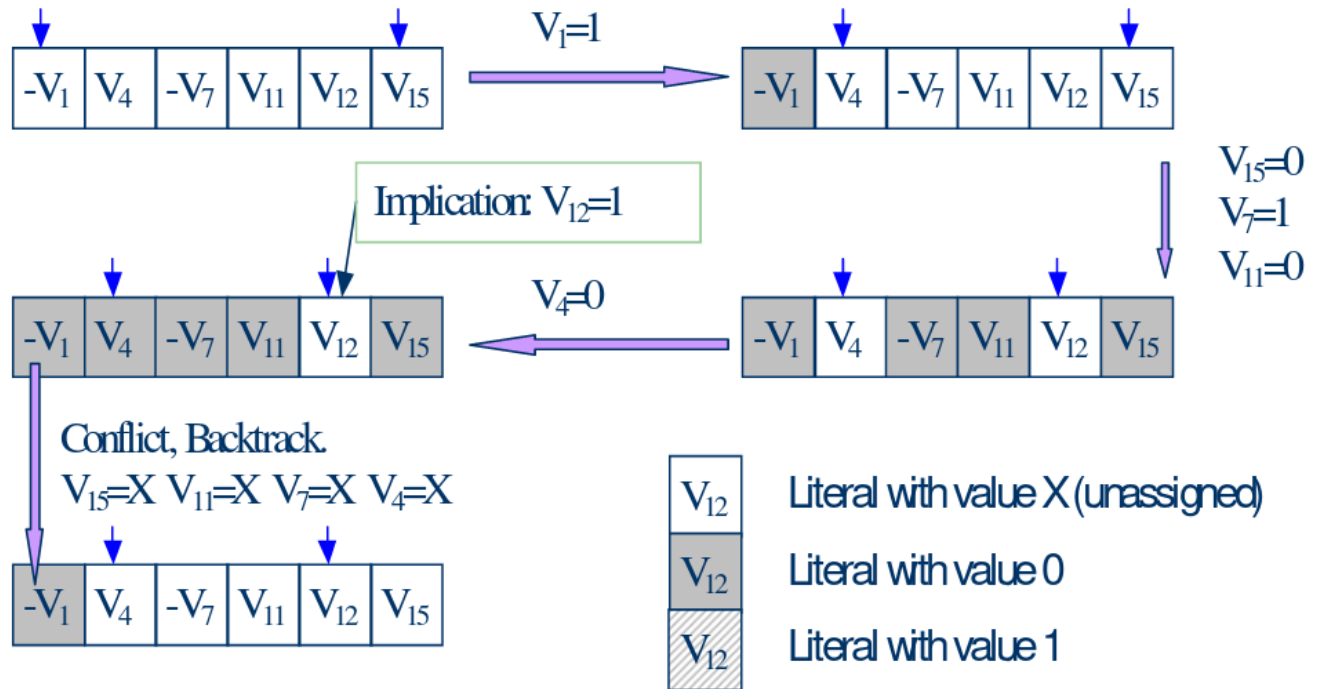 V₁=1
-V₁ V₄ -V₇ V₁₁ V₁₂ V₁₅
-V₁ V₄ -V₇ V₁₁ V₁₂ V₁₅
V₁₅=0
V₇=1
V₁₁=0
Implication: V₁₂=1
V₄=0
-V₁ V₄ -V₇ V₁₁ V₁₂ V₁₅
-V₁ V₄ -V₇ V₁₁ V₁₂ V₁₅
Conflict, Backtrack.
V₁₅=X V₁₁=X V₇=X V₄=X
-V₁ V₄ -V₇ V₁₁ V₁₂ V₁₅
V₁₂ Literal with value X (unassigned)
V₁₂ Literal with value 0
V₁₂ Literal with value 1